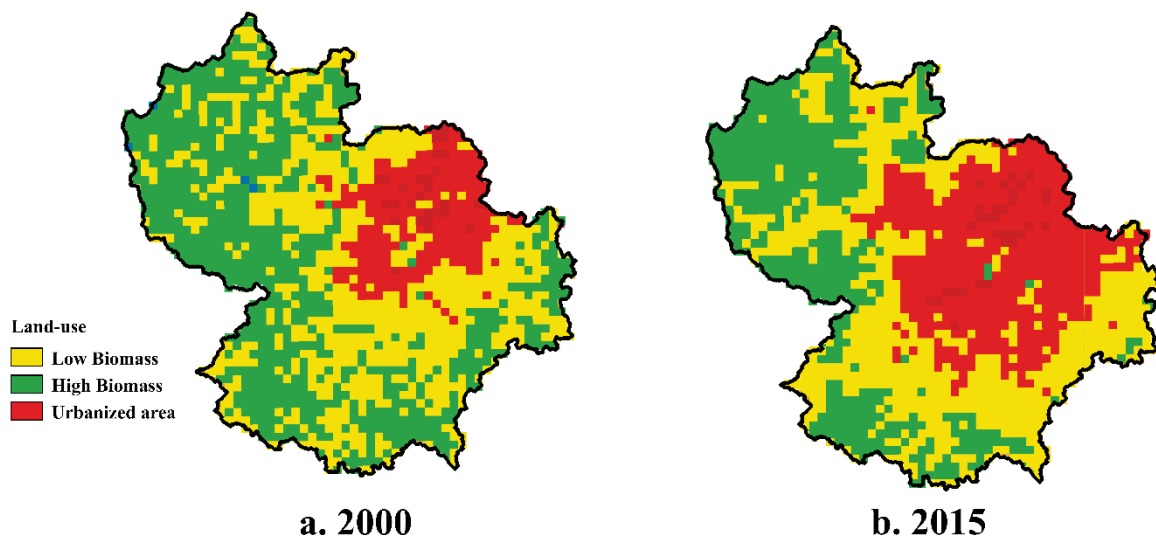 Land-use
Low Biomass
High Biomass
Urbanized area
a. 2000
b. 2015